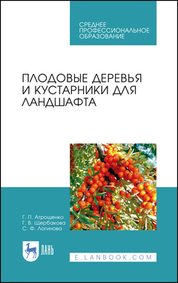 СРЕДНЕЕ
ПРОФЕССИОНАЛЬНОЕ
ОБРАЗОВАНИЕ
ПЛОДОВЫЕ ДЕРЕВЬЯ
И КУСТАРНИКИ ДЛЯ
ЛАНДШАФТА
Г. П. Атрощенко
Г. В. Щербакова
С. Ф. Логинова
ЛАНЬ
E.LANBOOK.COM